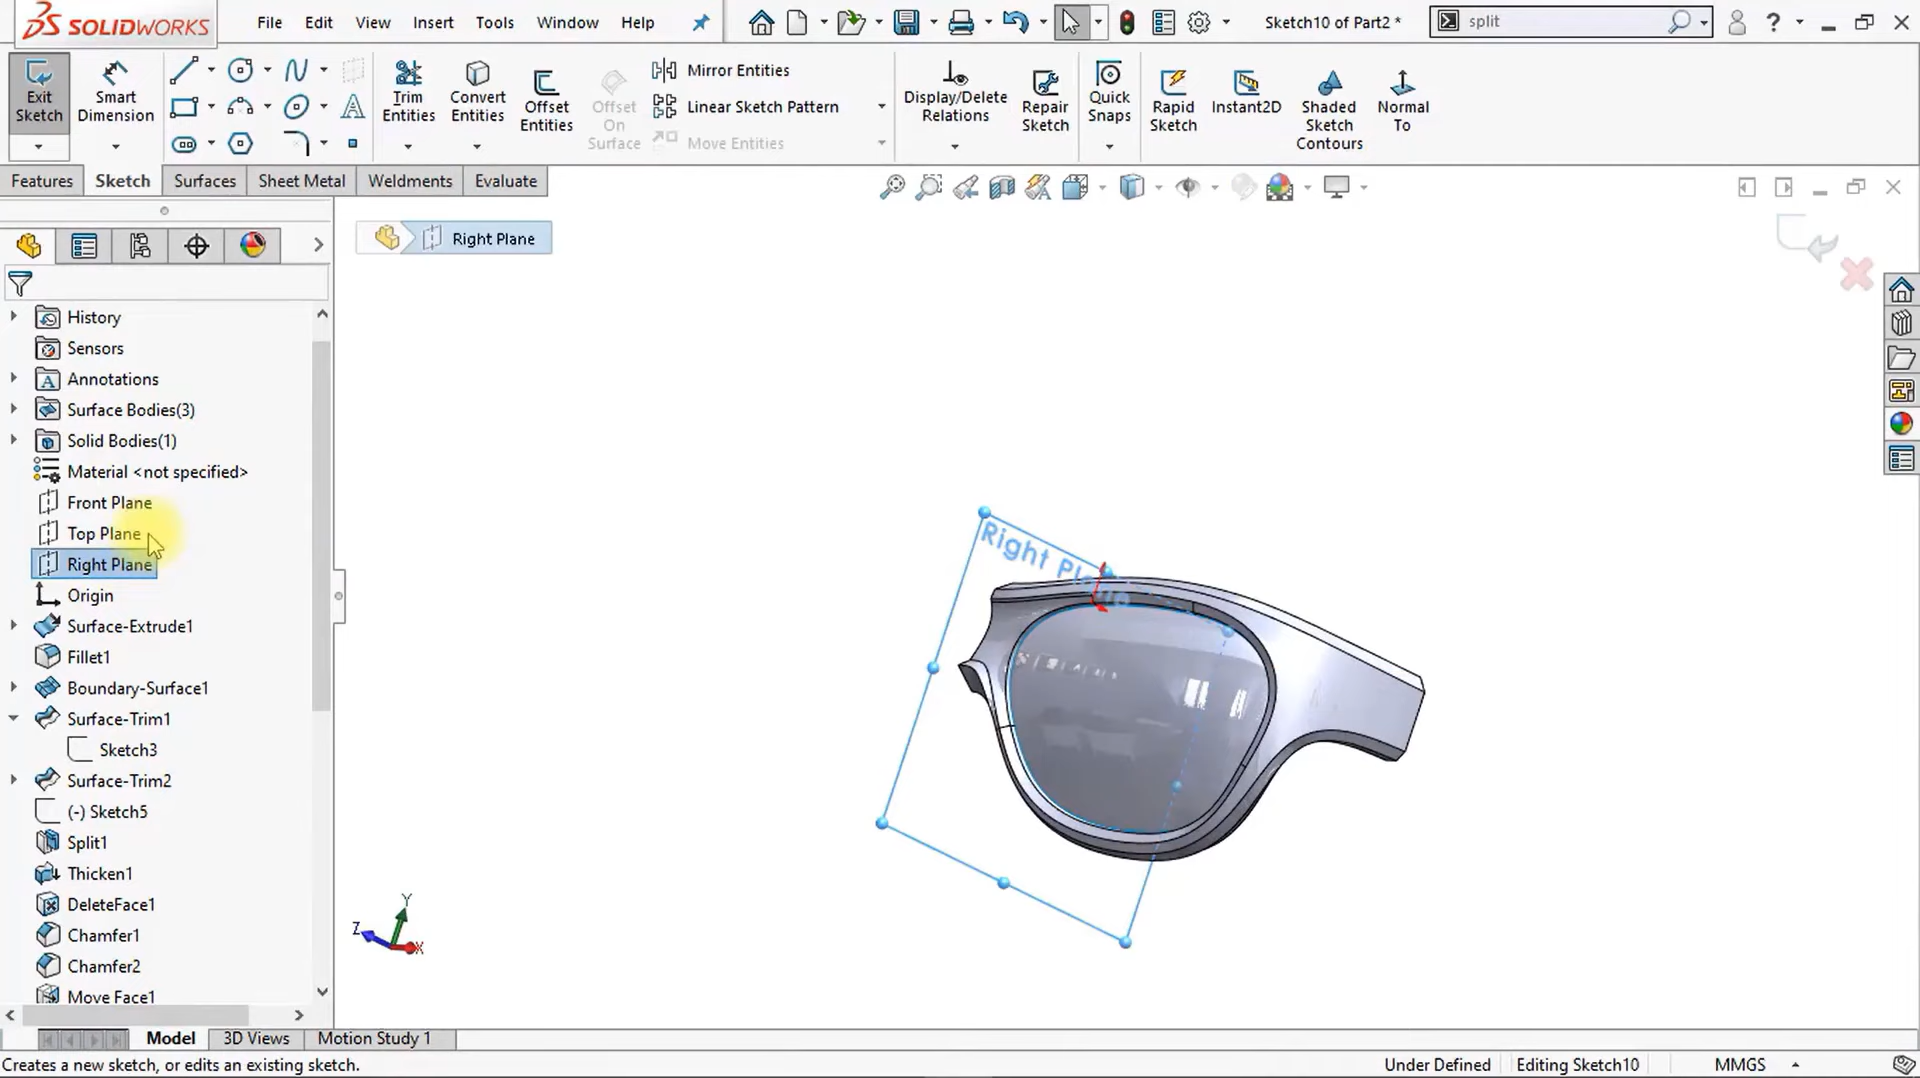 SOLIDWORKS
File Edit View Insert Tools Window Help
Sketch10 of Part2 *
split
?
Exit Sketch
Smart Dimension
Trim Entities
Convert Entities
Offset Entities
Offset On Surface
Mirror Entities
Linear Sketch Pattern
Move Entities
Display/Delete Relations
Repair Sketch
Quick Snaps
Rapid Sketch
Instant2D
Shaded Sketch Contours
Normal To
Features Sketch Surfaces Sheet Metal Weldments Evaluate
Right Plane
History
Sensors
Annotations
Surface Bodies(3)
Solid Bodies(1)
Material <not specified>
Front Plane
Top Plane
Right Plane
Origin
Surface-Extrude1
Fillet1
Boundary-Surface1
Surface-Trim1
Sketch3
Surface-Trim2
(-) Sketch5
Split1
Thicken1
DeleteFace1
Chamfer1
Chamfer2
Move Face1
Right Plane
Y
Z
X
Model 3D Views Motion Study 1
Creates a new sketch, or edits an existing sketch.
Under Defined Editing Sketch10 MMGS